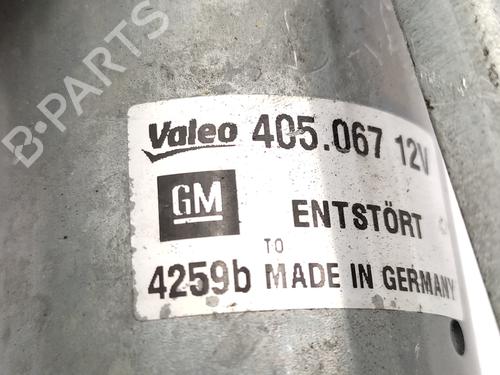 B-PARTS
Valeo 405.067 12V
GM
ENTSTÖRT
TO
4259b MADE IN GERMANY